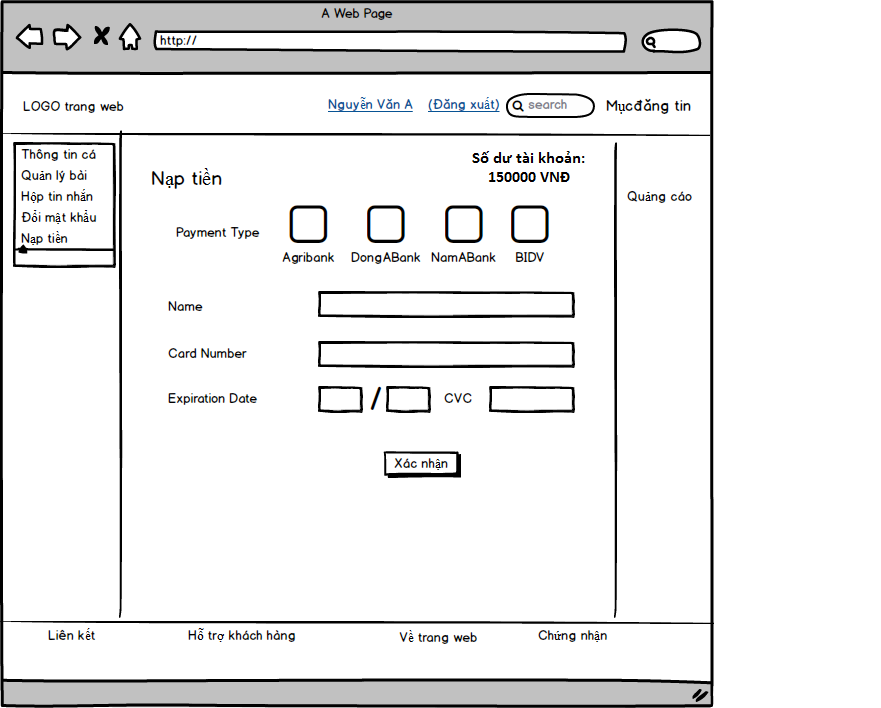 A Web Page
http://
LOGO trang web
Nguyễn Văn A (Đăng xuất) search Mụcđăng tin
Thông tin cá
Quản lý bài
Hộp tin nhắn
Đổi mật khẩu
Nạp tiền
Nạp tiền
Số dư tài khoản:
150000 VNĐ
Quảng cáo
Payment Type
Agribank DongABank NamABank BIDV
Name
Card Number
Expiration Date / CVC
Xác nhận
Liên kết Hỗ trợ khách hàng Về trang web Chứng nhận